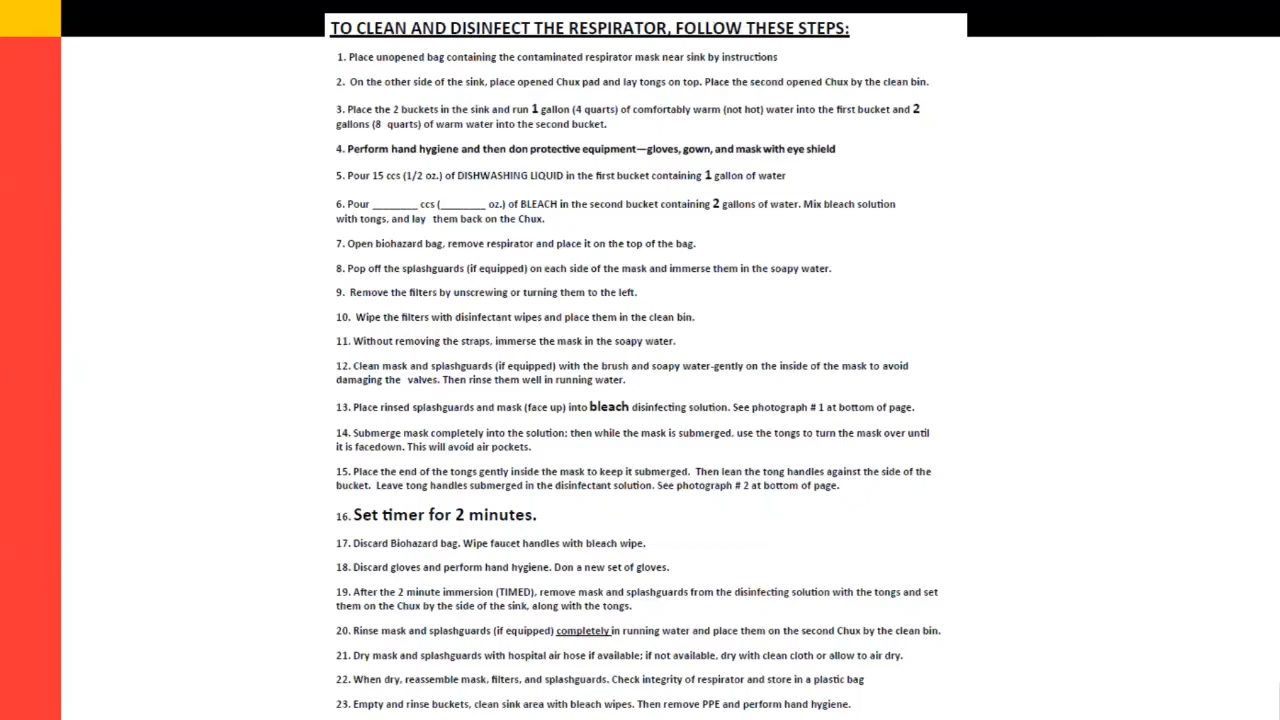 TO CLEAN AND DISINFECT THE RESPIRATOR, FOLLOW THESE STEPS:
1. Place unopened bag containing the contaminated respirator mask near sink by instructions
2. On the other side of the sink, place opened Chux pad and lay tongs on top. Place the second opened Chux by the clean bin.
3. Place the 2 buckets in the sink and run 1 gallon (4 quarts) of comfortably warm (not hot) water into the first bucket and 2
gallons (8 quarts) of warm water into the second bucket.
4. Perform hand hygiene and then don protective equipment—gloves, gown, and mask with eye shield
5. Pour 15 ccs (1/2 oz.) of DISHWASHING LIQUID in the first bucket containing 1 gallon of water
6. Pour ________ ccs (________ oz.) of BLEACH in the second bucket containing 2 gallons of water. Mix bleach solution
with tongs, and lay them back on the Chux.
7. Open biohazard bag, remove respirator and place it on the top of the bag.
8. Pop off the splashguards (if equipped) on each side of the mask and immerse them in the soapy water.
9. Remove the filters by unscrewing or turning them to the left.
10. Wipe the filters with disinfectant wipes and place them in the clean bin.
11. Without removing the straps, immerse the mask in the soapy water.
12. Clean mask and splashguards (if equipped) with the brush and soapy water-gently on the inside of the mask to avoid
damaging the valves. Then rinse them well in running water.
13. Place rinsed splashguards and mask (face up) into bleach disinfecting solution. See photograph # 1 at bottom of page.
14. Submerge mask completely into the solution; then while the mask is submerged, use the tongs to turn the mask over until
it is facedown. This will avoid air pockets.
15. Place the end of the tongs gently inside the mask to keep it submerged. Then lean the tong handles against the side of the
bucket. Leave tong handles submerged in the disinfectant solution. See photograph # 2 at bottom of page.
16. Set timer for 2 minutes.
17. Discard Biohazard bag. Wipe faucet handles with bleach wipe.
18. Discard gloves and perform hand hygiene. Don a new set of gloves.
19. After the 2 minute immersion (TIMED), remove mask and splashguards from the disinfecting solution with the tongs and set
them on the Chux by the side of the sink, along with the tongs.
20. Rinse mask and splashguards (if equipped) completely in running water and place them on the second Chux by the clean bin.
21. Dry mask and splashguards with hospital air hose if available; if not available, dry with clean cloth or allow to air dry.
22. When dry, reassemble mask, filters, and splashguards. Check integrity of respirator and store in a plastic bag
23. Empty and rinse buckets, clean sink area with bleach wipes. Then remove PPE and perform hand hygiene.